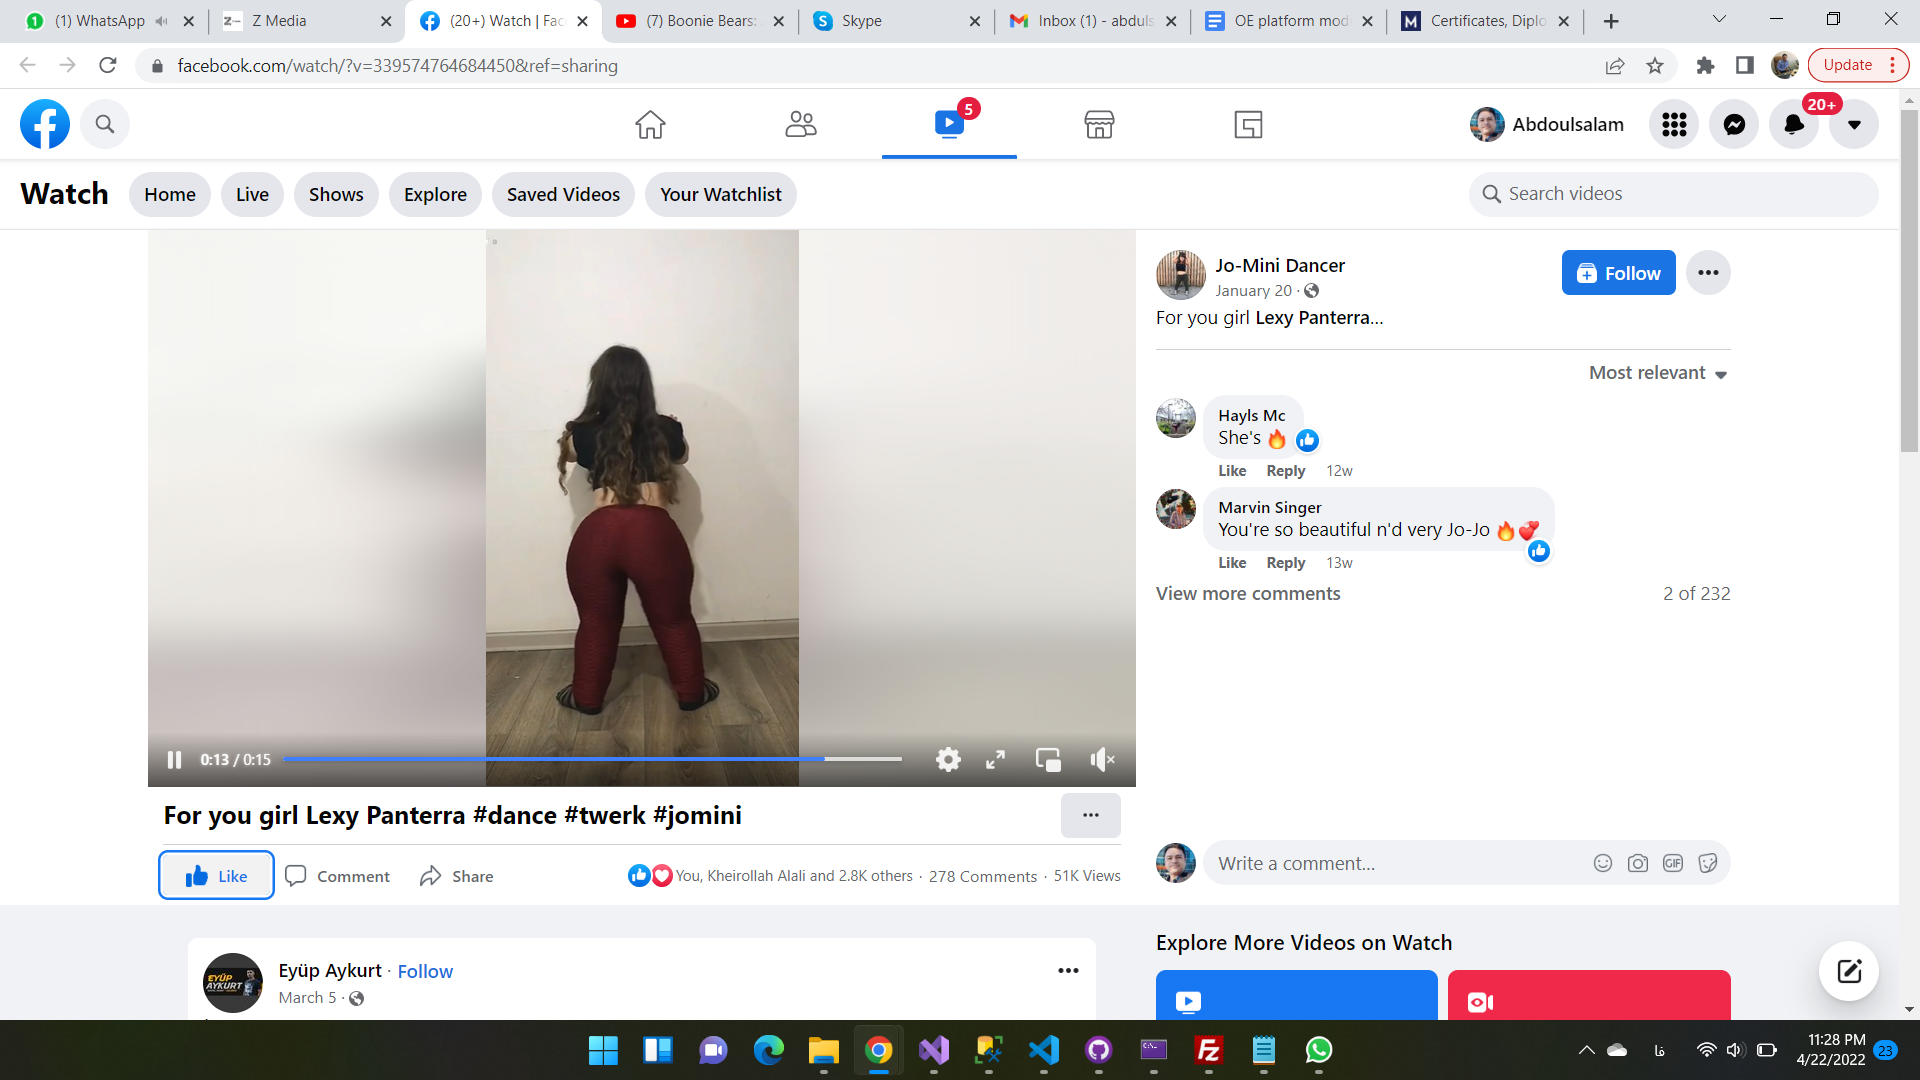 (1) WhatsApp
Z Media
(20+) Watch | Fac
(7) Boonie Bears:
Skype
Inbox (1) - abduls
OE platform mod
Certificates, Diplo
facebook.com/watch/?v=339574764684450&ref=sharing
Update
5
Abdoulsalam
20+
Watch
Home
Live
Shows
Explore
Saved Videos
Your Watchlist
Search videos
Jo-Mini Dancer
January 20 ·
Follow
For you girl Lexy Panterra...
Most relevant
Hayls Mc
She's 🔥
Like Reply 12w
Marvin Singer
You're so beautiful n'd very Jo-Jo 🔥💞
Like Reply 13w
View more comments
2 of 232
0:13 / 0:15
For you girl Lexy Panterra #dance #twerk #jomini
Like
Comment
Share
You, Kheirollah Alali and 2.8K others · 278 Comments · 51K Views
Write a comment...
GIF
Eyüp Aykurt · Follow
March 5 ·
EYÜP
AYKURT
Explore More Videos on Watch
فا
11:28 PM
4/22/2022
23